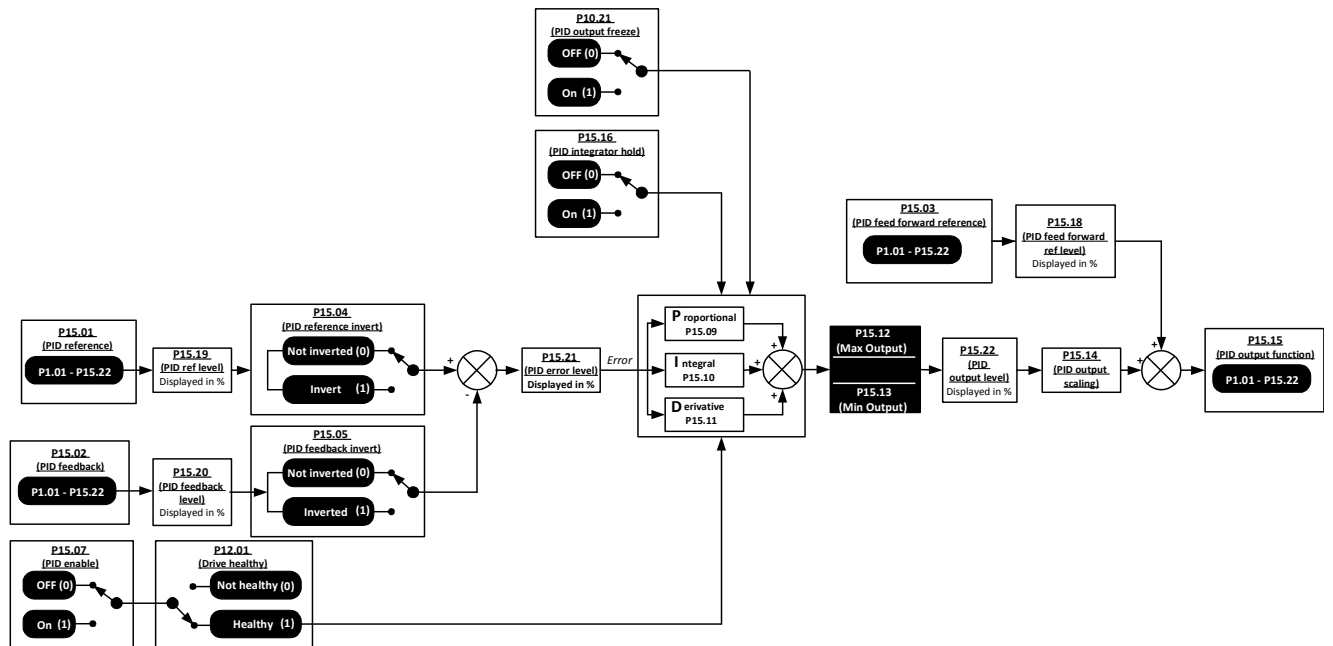 P10.21
(PID output freeze)
OFF (0)
On (1)
P15.16
(PID integrator hold)
OFF (0)
On (1)
P15.03
(PID feed forward reference)
P1.01 - P15.22
P15.18
(PID feed forward
ref level)
Displayed in %
P15.01
(PID reference)
P1.01 - P15.22
P15.19
(PID ref level)
Displayed in %
P15.04
(PID reference invert)
Not inverted (0)
Invert (1)
+
-
P15.21
(PID error level)
Displayed in %
Error
Proportional
P15.09
Integral
P15.10
Derivative
P15.11
+
+
+
P15.12
(Max Output)
P15.13
(Min Output)
P15.22
(PID
output level)
Displayed in %
P15.14
(PID output
scaling)
+
+
P15.15
(PID output function)
P1.01 - P15.22
P15.02
(PID feedback)
P1.01 - P15.22
P15.20
(PID feedback
level)
Displayed in %
P15.05
(PID feedback invert)
Not inverted (0)
Inverted (1)
P15.07
(PID enable)
OFF (0)
On (1)
P12.01
(Drive healthy)
Not healthy (0)
Healthy (1)